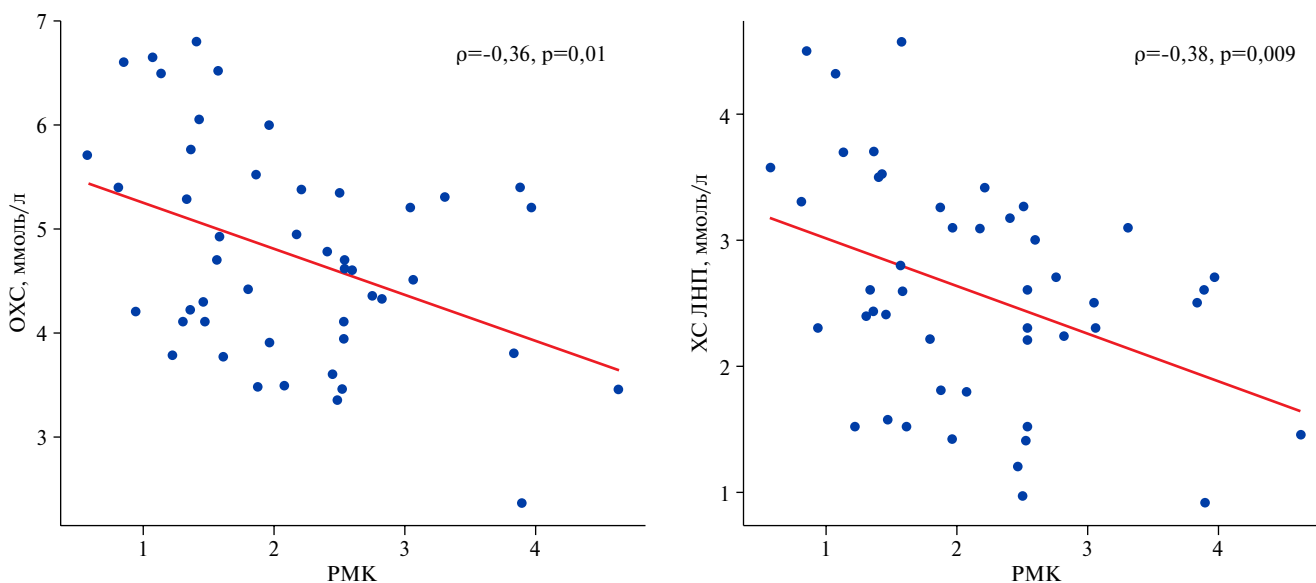 7
6
5
4
3
ОХС, ммоль/л
ρ=-0,36, p=0,01
1 2 3 4
РМК
4
3
2
1
ХС ЛНП, ммоль/л
ρ=-0,38, p=0,009
1 2 3 4
РМК